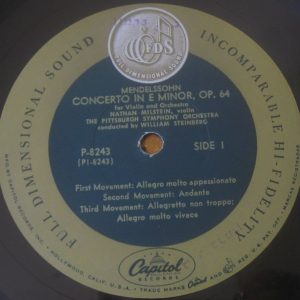 FDS
FULL DIMENSIONAL SOUND
FULL DIMENSIONAL SOUND
INCOMPARABLE HI-FIDELITY
MENDELSSOHN
CONCERTO IN E MINOR, OP. 64
for Violin and Orchestra
NATHAN MILSTEIN, violin
THE PITTSBURGH SYMPHONY ORCHESTRA
conducted by WILLIAM STEINBERG
P-8243
SIDE 1
(P1-8243)
First Movement: Allegro molto appassionato
Second Movement: Andante
Third Movement: Allegretto non troppo;
Allegro molto vivace
Capitol
RECORDS